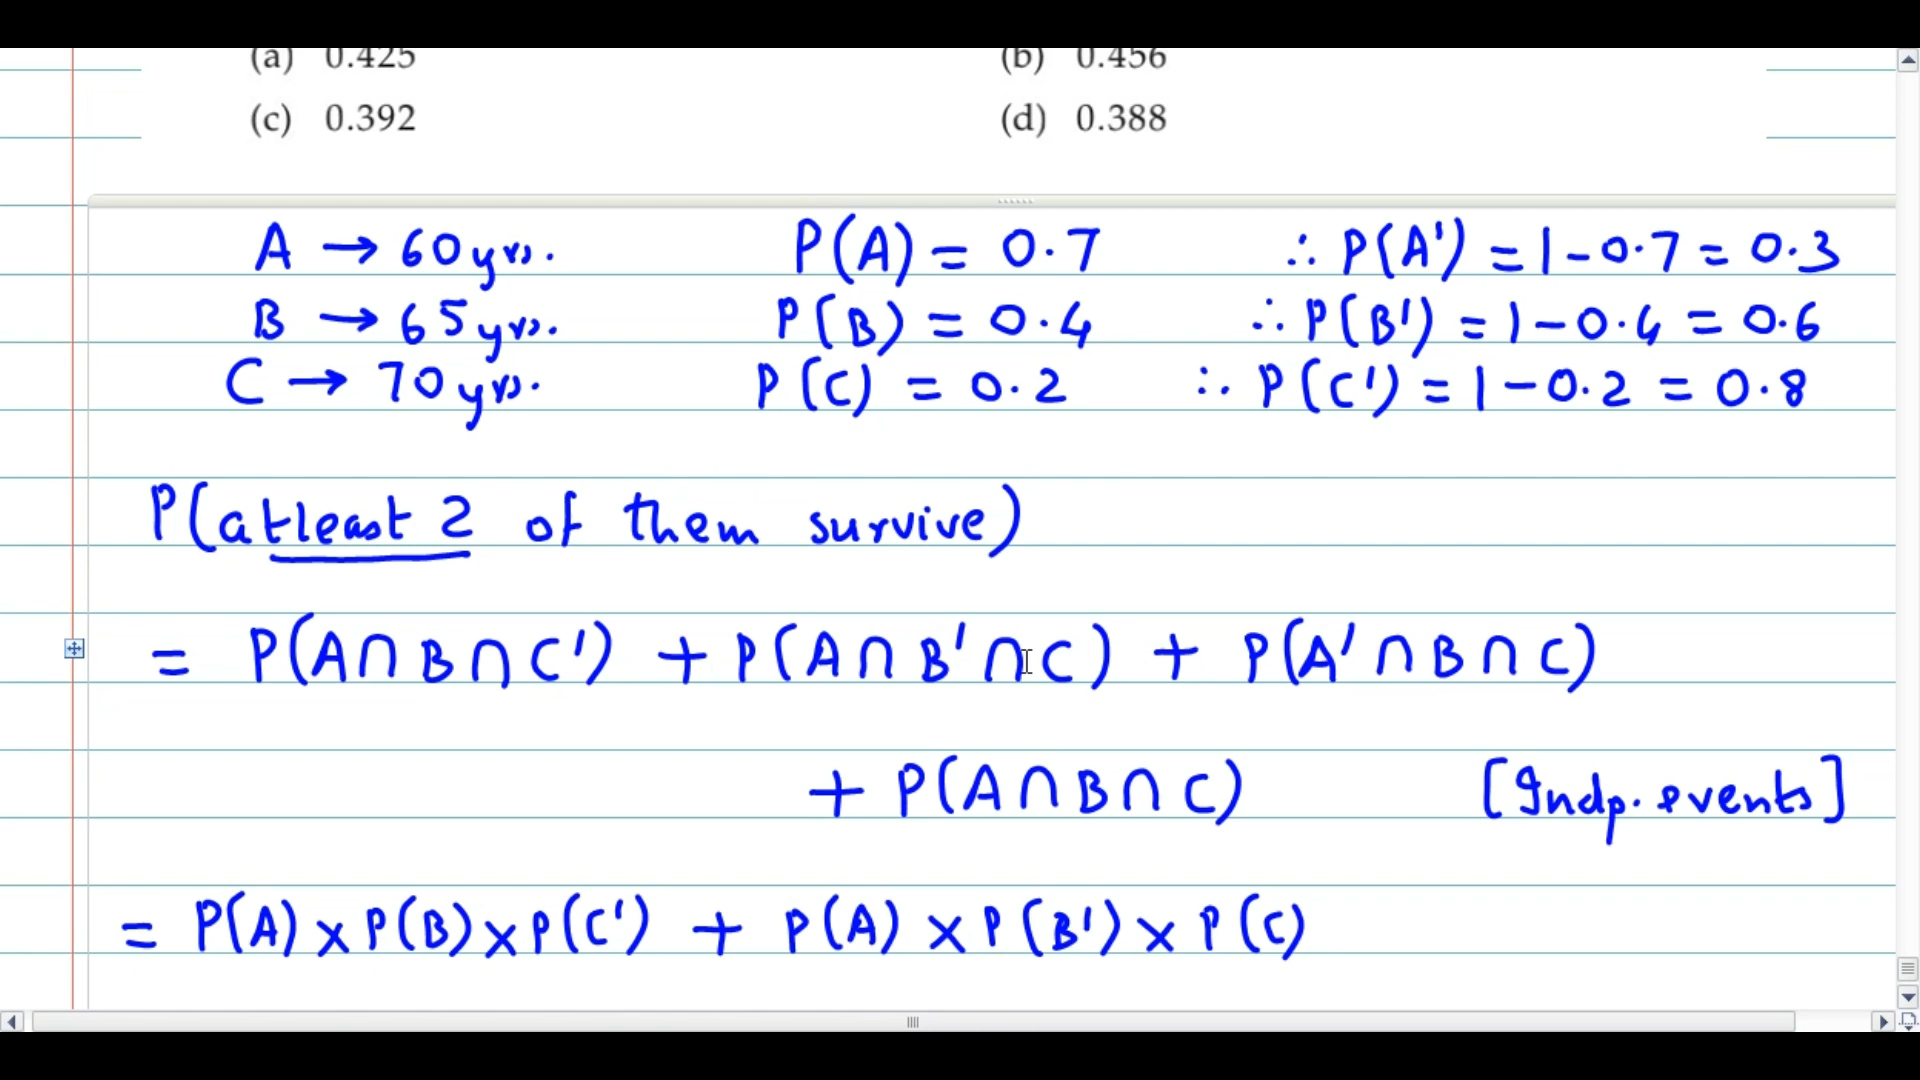 (a) 0.425 (b) 0.456
(c) 0.392 (d) 0.388
A → 60 yrs. P(A) = 0.7 ∴ P(A') = 1 - 0.7 = 0.3
B → 65 yrs. P(B) = 0.4 ∴ P(B') = 1 - 0.4 = 0.6
C → 70 yrs. P(C) = 0.2 ∴ P(C') = 1 - 0.2 = 0.8
P(atleast 2 of them survive)
= P(A∩B∩C') + P(A∩B'∩C) + P(A'∩B∩C)
+ P(A∩B∩C) [Indp. events]
= P(A)×P(B)×P(C') + P(A)×P(B')×P(C)